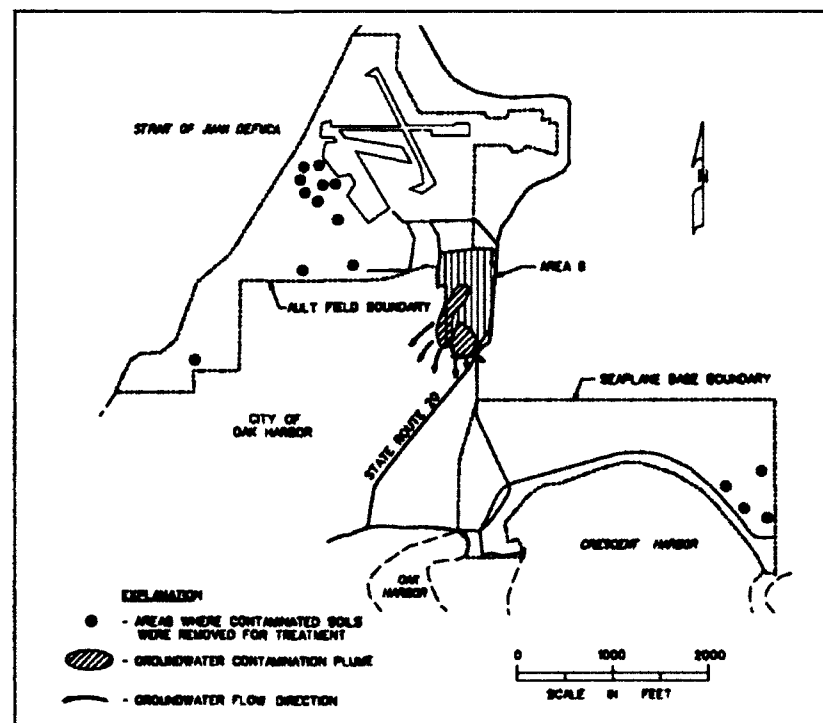 STRAIT OF JUAN DEFUCA
N
AREA 6
AULT FIELD BOUNDARY
SEAPLANE BASE BOUNDARY
CITY OF
OAK HARBOR
STATE ROUTE 20
CRESCENT HARBOR
OAK
HARBOR
EXPLANATION
- AREAS WHERE CONTAMINATED SOILS
WERE REMOVED FOR TREATMENT
- GROUNDWATER CONTAMINATION PLUME
- GROUNDWATER FLOW DIRECTION
0 1000 2000
SCALE IN FEET